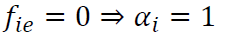 f_{ie} = 0 ⇒ α_i = 1